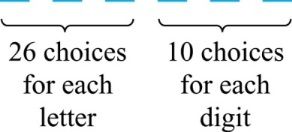 26 choices 10 choices
for each for each
letter digit